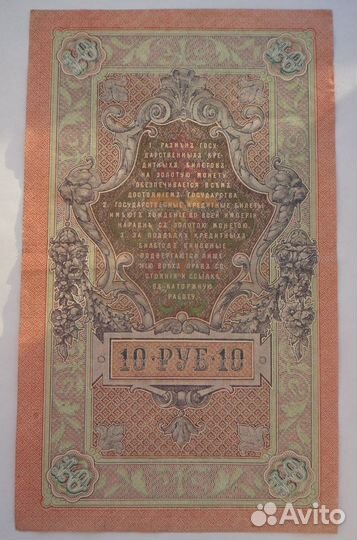 1. РАЗМѢНЪ ГОСУ-
ДАРСТВЕННЫХЪ КРЕ-
ДИТНЫХЪ БИЛЕТОВЪ
НА ЗОЛОТУЮ МОНЕТУ
ОБЕЗПЕЧИВАЕТСЯ ВСѢМЪ
ДОСТОЯНІЕМЪ ГОСУДАРСТВА.
2. ГОСУДАРСТВЕННЫЕ КРЕДИТНЫЕ БИЛЕТЫ
ИМѢЮТЪ ХОЖДЕНІЕ ВО ВСЕЙ ИМПЕРІИ
НАРАВНѢ СЪ ЗОЛОТОЮ МОНЕТОЮ.
3. ЗА ПОДДѢЛКУ КРЕДИТНЫХЪ
БИЛЕТОВЪ ВИНОВНЫЕ
ПОДВЕРГАЮТСЯ ЛИШЕ-
НІЮ ВСѢХЪ ПРАВЪ СО-
СТОЯНІЯ И ССЫЛКѢ
ВЪ КАТОРЖНУЮ
РАБОТУ.
10·РУБ·10
Avito